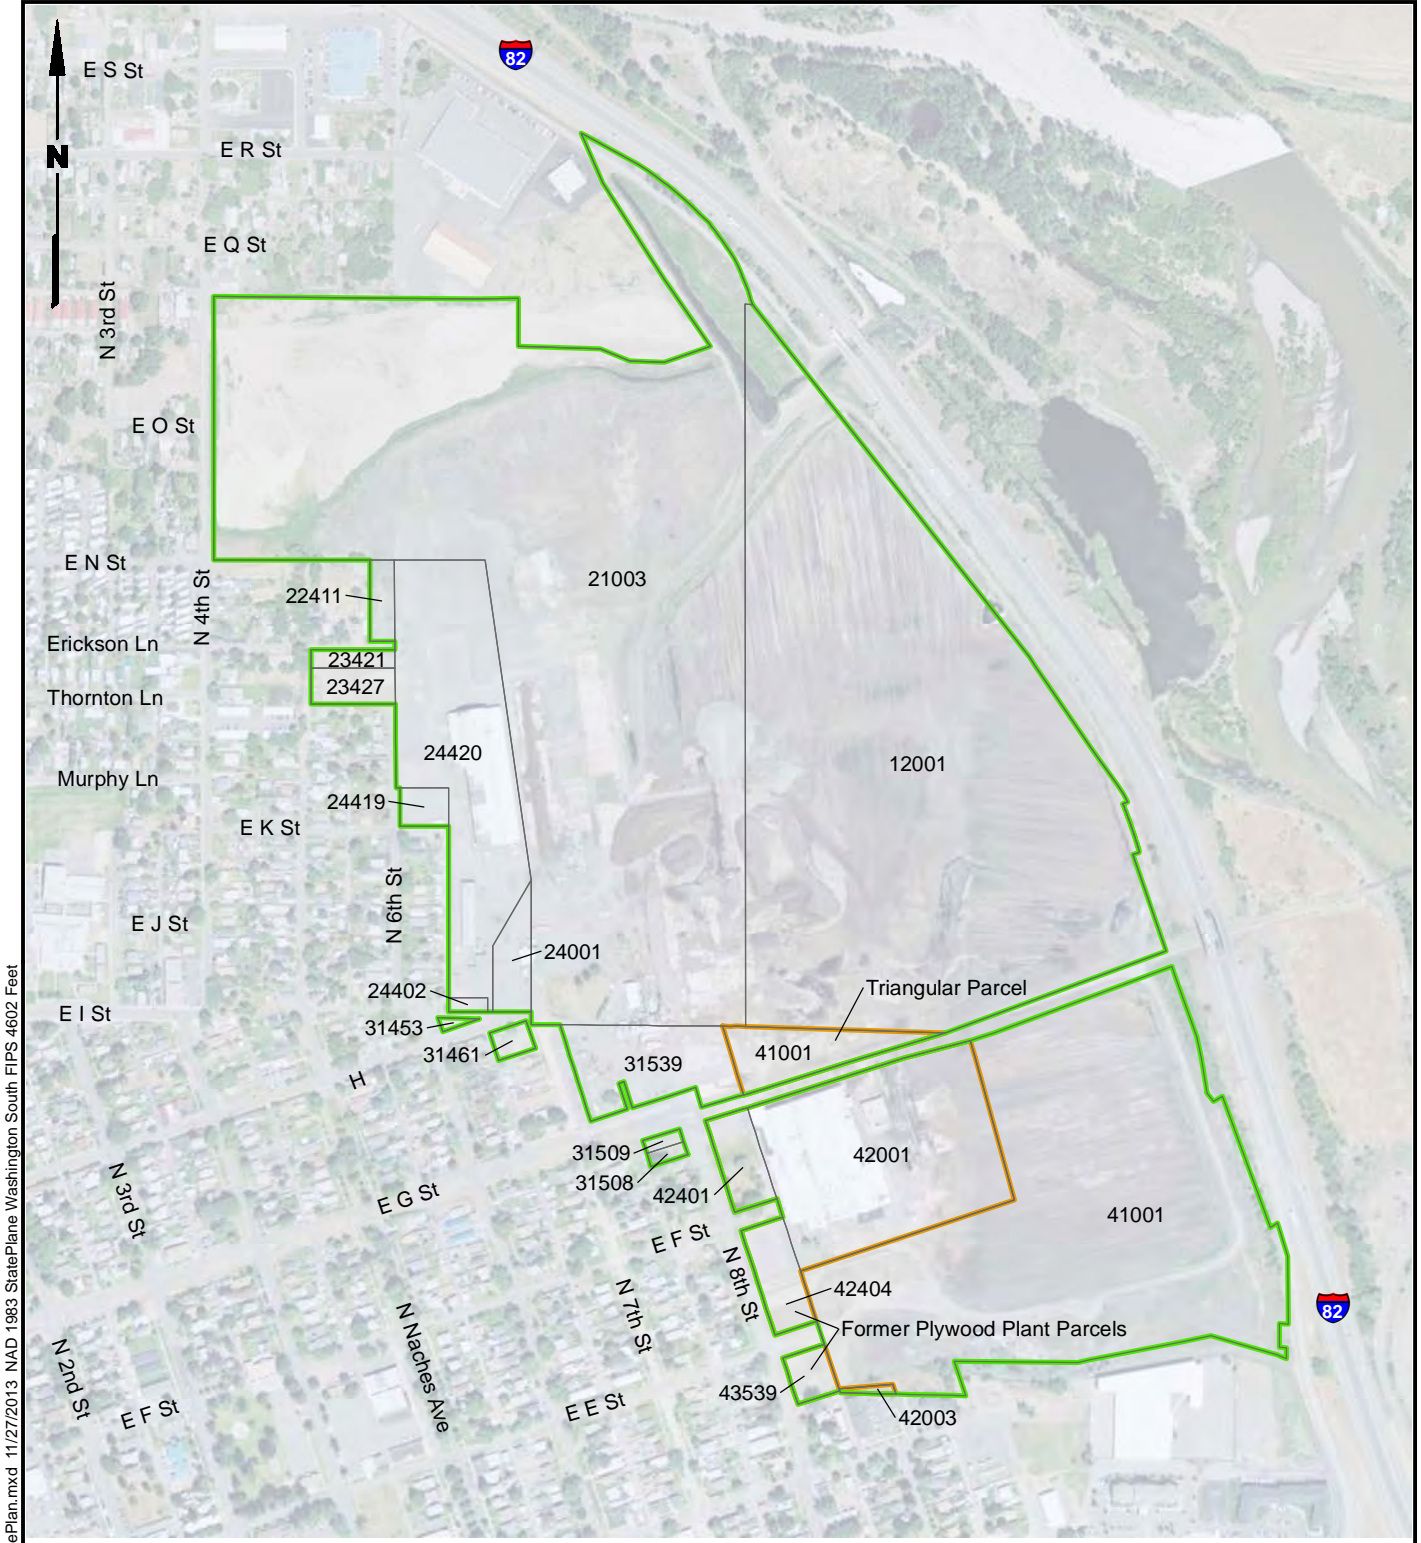 82
E S St
N
E R St
E Q St
N 3rd St
E O St
E N St
21003
22411
N 4th St
Erickson Ln
23421
23427
Thornton Ln
24420
12001
Murphy Ln
24419
E K St
N 6th St
E J St
24001
24402
Triangular Parcel
E I St
31453
31461
41001
31539
H
31509
42001
31508
42401
N 3rd St
E G St
41001
E F St
N 8th St
42404
82
N 7th St
Former Plywood Plant Parcels
N Naches Ave
N 2nd St
43539
E E St
E F St
42003
ePlan.mxd 11/27/2013 NAD 1983 StatePlane Washington South FIPS 4602 Feet